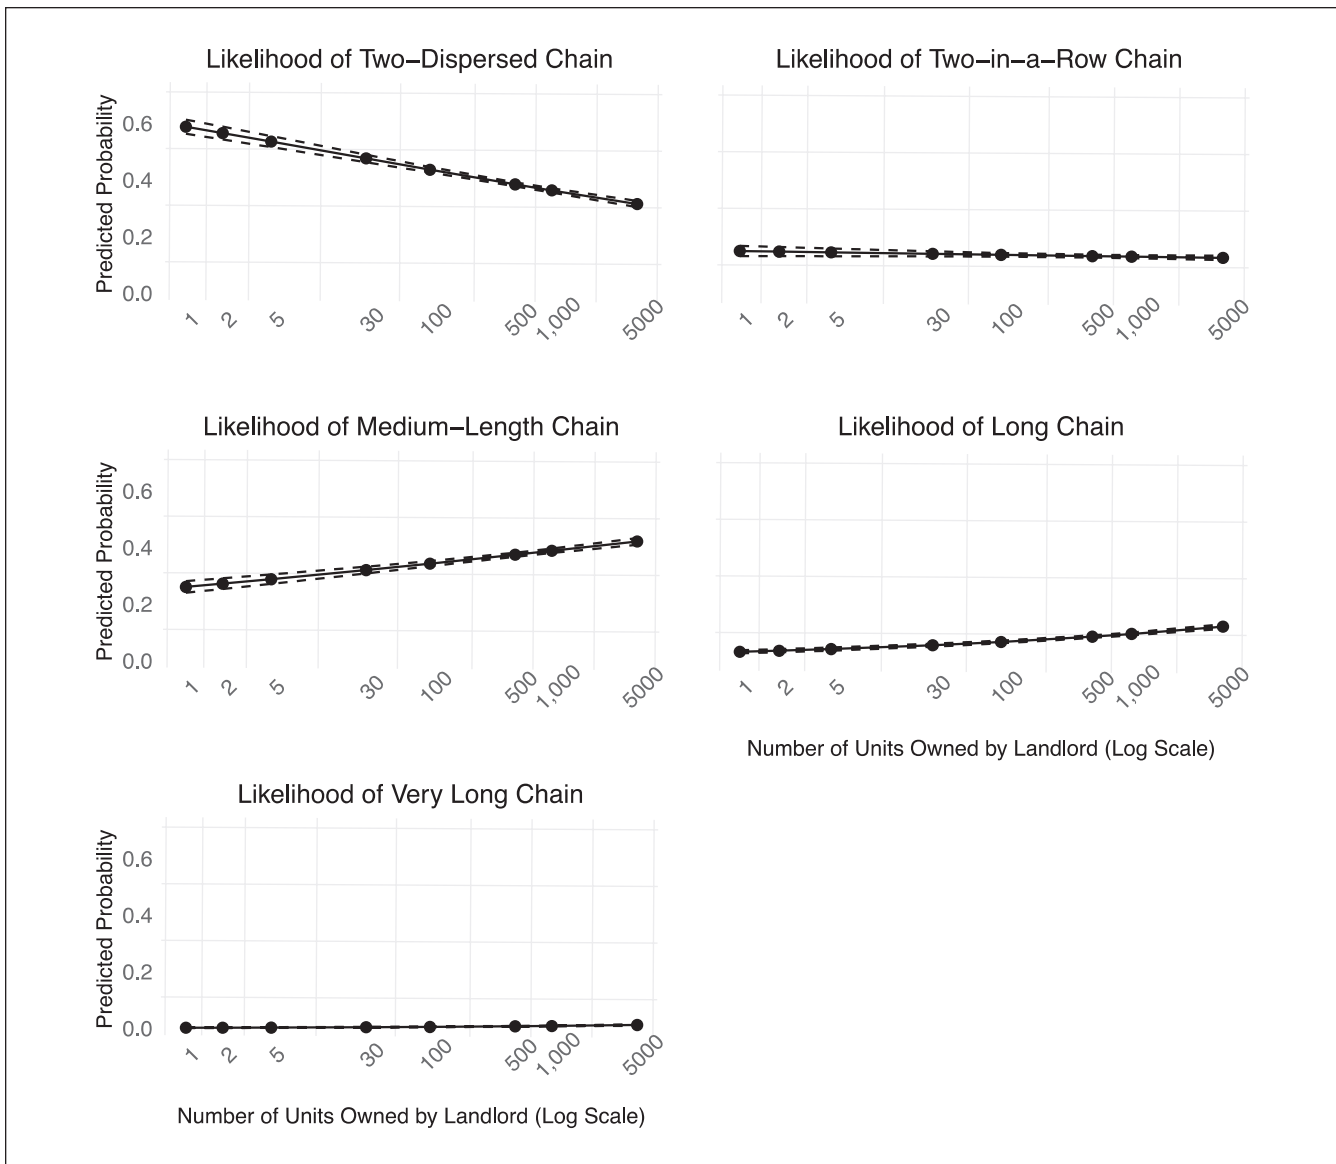 Likelihood of Two−Dispersed Chain
Predicted Probability
0.6
0.4
0.2
0.0
1 2 5 30 100 500 1,000 5000
Likelihood of Two−in−a−Row Chain
1 2 5 30 100 500 1,000 5000
Likelihood of Medium−Length Chain
Predicted Probability
0.6
0.4
0.2
0.0
1 2 5 30 100 500 1,000 5000
Likelihood of Long Chain
1 2 5 30 100 500 1,000 5000
Number of Units Owned by Landlord (Log Scale)
Likelihood of Very Long Chain
Predicted Probability
0.6
0.4
0.2
0.0
1 2 5 30 100 500 1,000 5000
Number of Units Owned by Landlord (Log Scale)